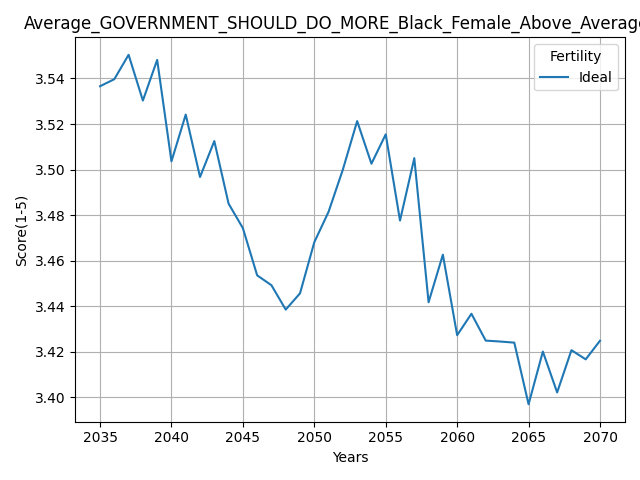 Average_GOVERNMENT_SHOULD_DO_MORE_Black_Female_Above_Average
Fertility
Ideal
Score(1-5)
3.54
3.52
3.50
3.48
3.46
3.44
3.42
3.40
2035 2040 2045 2050 2055 2060 2065 2070
Years